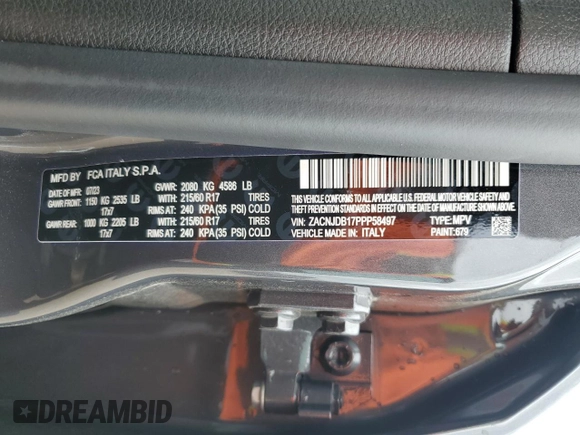 MFD BY FCA ITALY S.P.A.
DATE OF MFR: 07/23 GVWR: 2080 KG 4586 LB
GAWR FRONT: 1150 KG 2535 LB WITH: 215/60 R17 TIRES
17x7 RIMS AT: 240 KPA(35 PSI) COLD
GAWR REAR: 1000 KG 2205 LB WITH: 215/60 R17 TIRES
17x7 RIMS AT: 240 KPA(35 PSI) COLD
THIS VEHICLE CONFORMS TO ALL APPLICABLE U.S. FEDERAL MOTOR VEHICLE
SAFETY, BUMPER, AND THEFT PREVENTION STANDARDS IN EFFECT ON THE DATE OF MANUFACTURE SHOWN ABOVE.
VIN: ZACNJDB17PPP58497 TYPE: MPV
VEHICLE MADE IN: ITALY PAINT: 679
DREAMBID